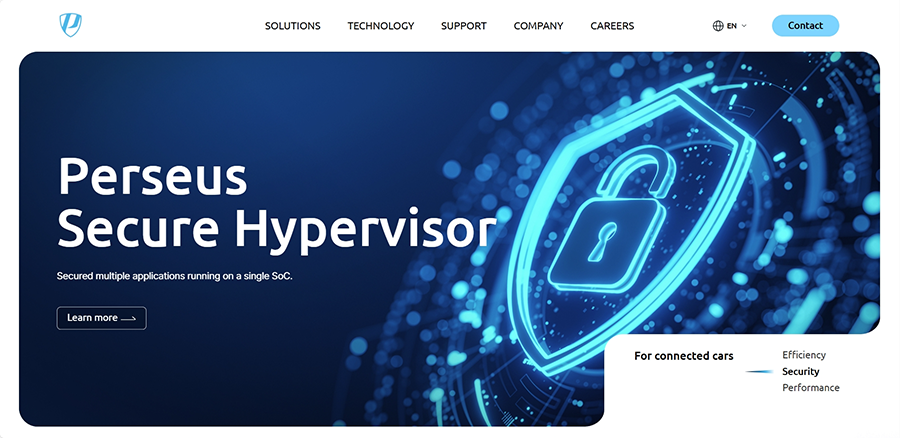 SOLUTIONS TECHNOLOGY SUPPORT COMPANY CAREERS EN Contact
Perseus
Secure Hypervisor
Secured multiple applications running on a single SoC.
Learn more
For connected cars
Efficiency
Security
Performance